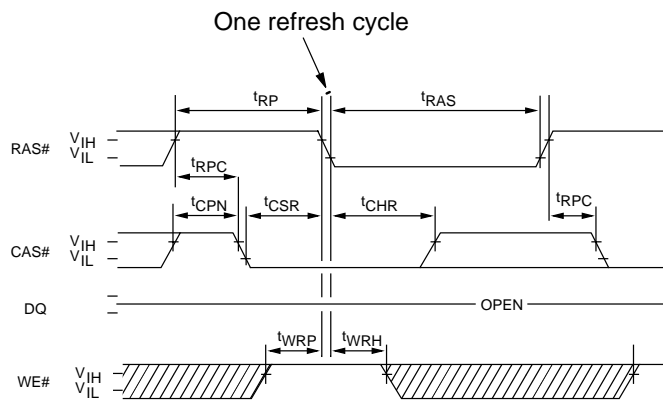 One refresh cycle
tRP
tRAS
RAS#
VIH
VIL
tRPC
tCPN
tCSR
tCHR
tRPC
CAS#
VIH
VIL
DQ
OPEN
tWRP
tWRH
WE#
VIH
VIL